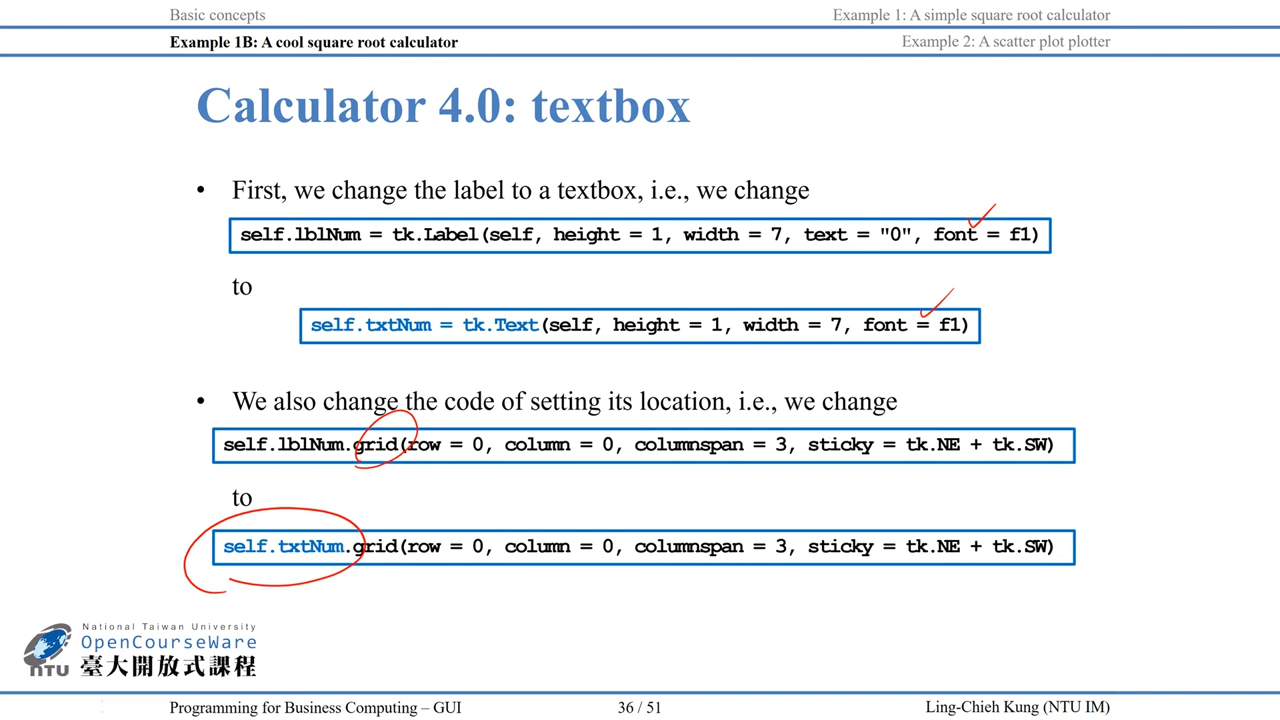 Basic concepts
Example 1: A simple square root calculator
Example 1B: A cool square root calculator
Example 2: A scatter plot plotter
Calculator 4.0: textbox
• First, we change the label to a textbox, i.e., we change
self.lblNum = tk.Label(self, height = 1, width = 7, text = "0", font = f1)
to
self.txtNum = tk.Text(self, height = 1, width = 7, font = f1)
• We also change the code of setting its location, i.e., we change
self.lblNum.grid(row = 0, column = 0, columnspan = 3, sticky = tk.NE + tk.SW)
to
self.txtNum.grid(row = 0, column = 0, columnspan = 3, sticky = tk.NE + tk.SW)
National Taiwan University
OpenCourseWare
NTU 臺大開放式課程
Programming for Business Computing – GUI
36 / 51
Ling-Chieh Kung (NTU IM)